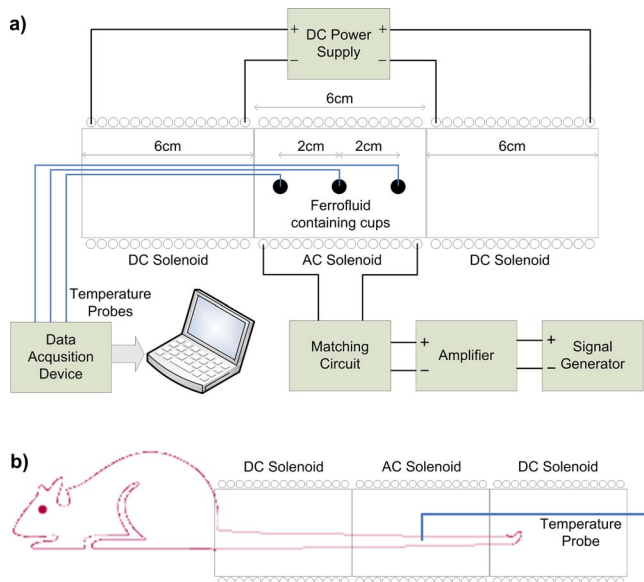 a)
+
DC Power
Supply
+
−
−
6cm
6cm
2cm
2cm
6cm
Ferrofluid
containing cups
DC Solenoid
AC Solenoid
DC Solenoid
Temperature
Probes
Data
Acqusition
Device
Matching
Circuit
+
−
Amplifier
+
−
Signal
Generator
b)
DC Solenoid
AC Solenoid
DC Solenoid
Temperature
Probe